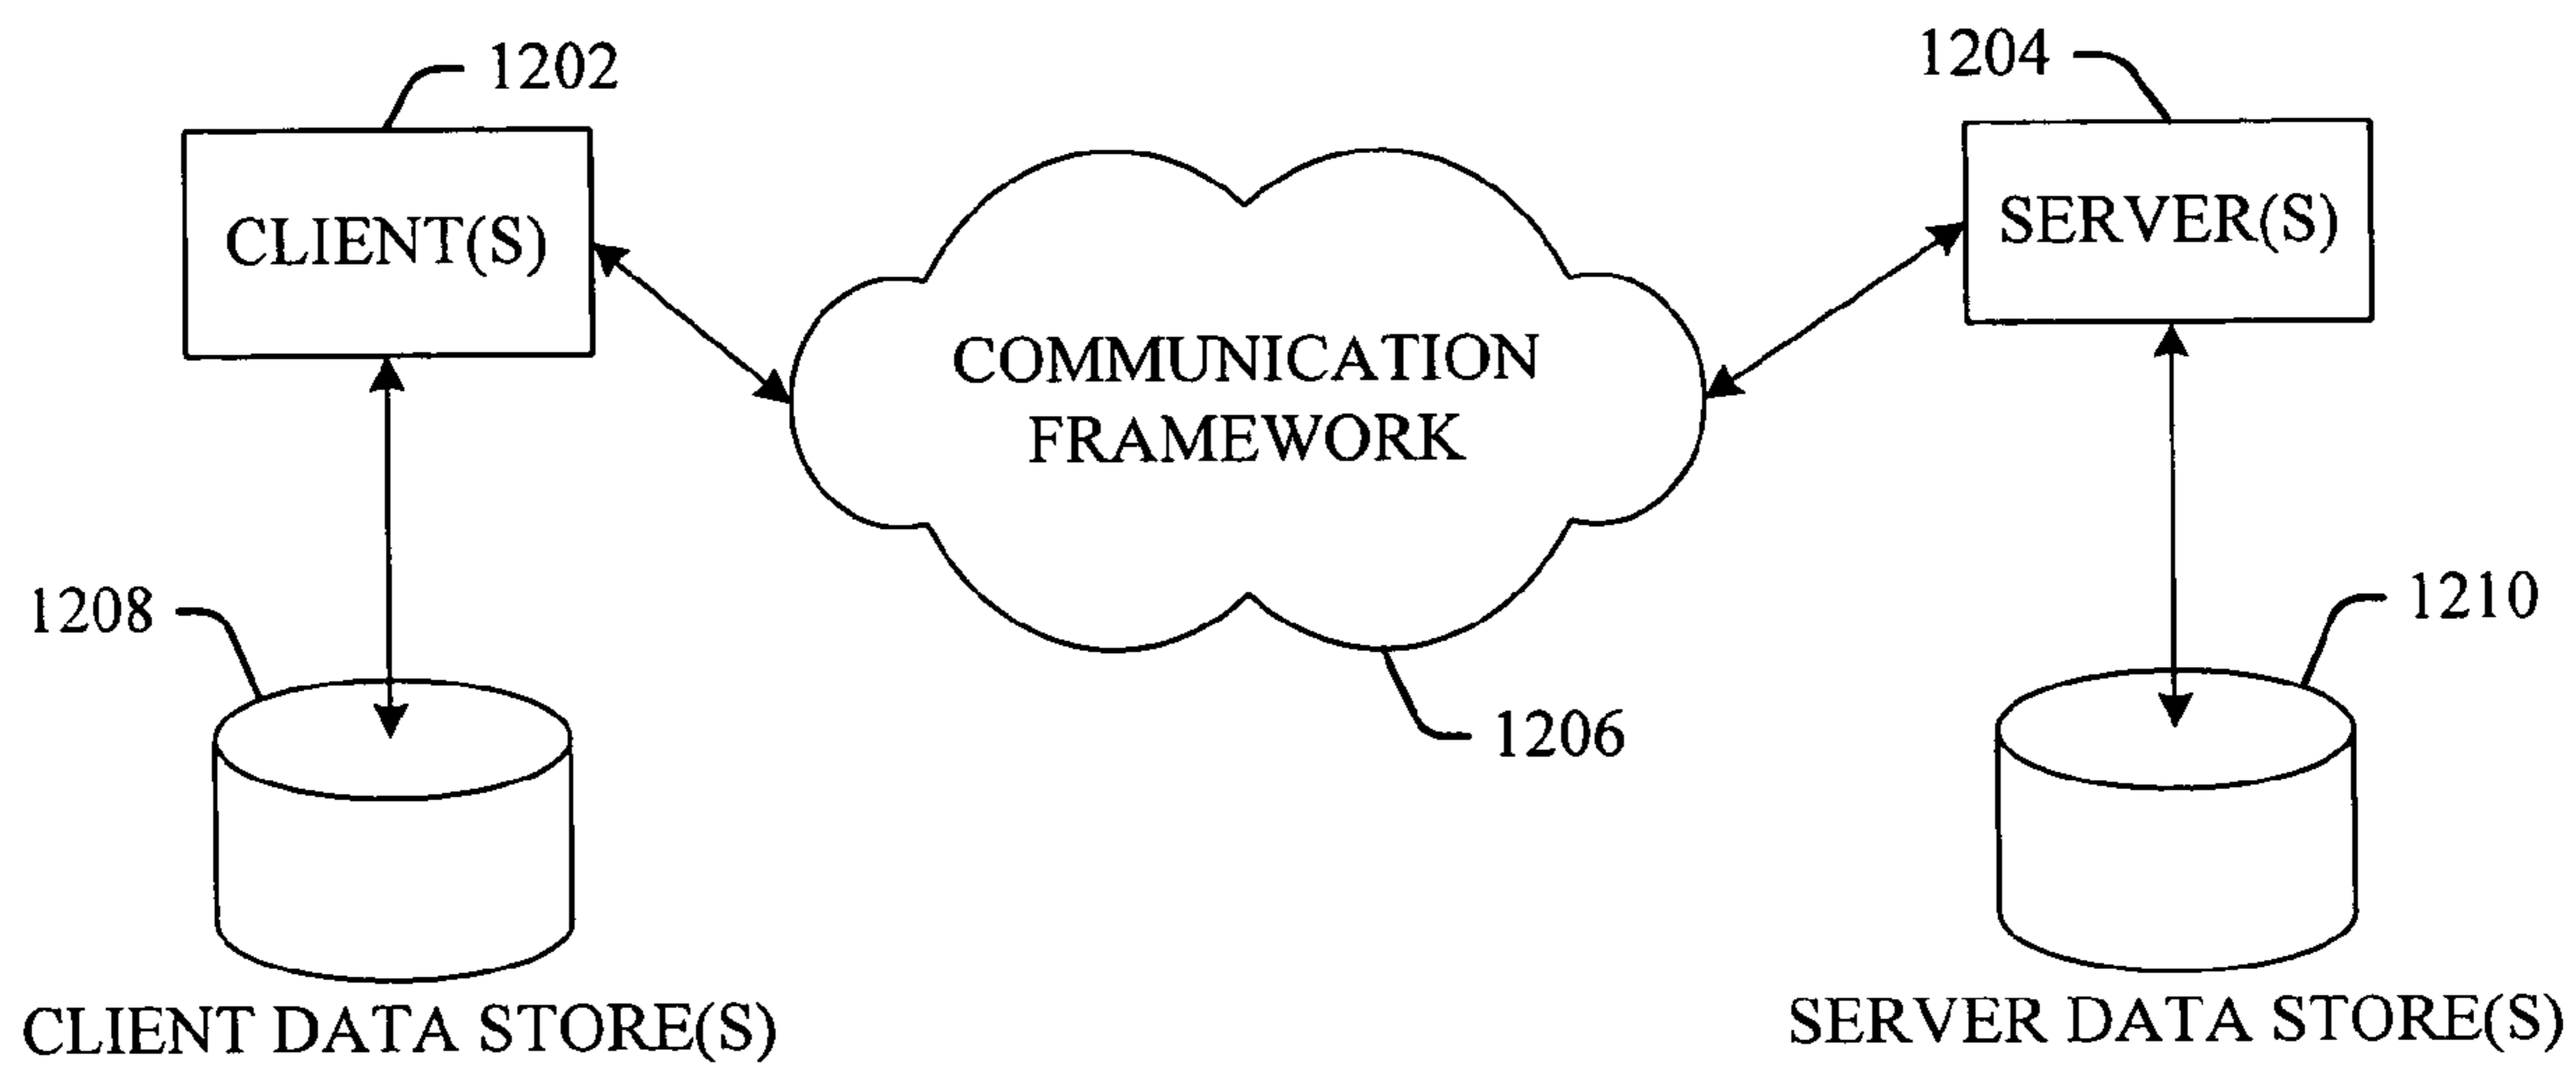 1202
1204
CLIENT(S)
SERVER(S)
COMMUNICATION
FRAMEWORK
1208
1210
1206
CLIENT DATA STORE(S)
SERVER DATA STORE(S)